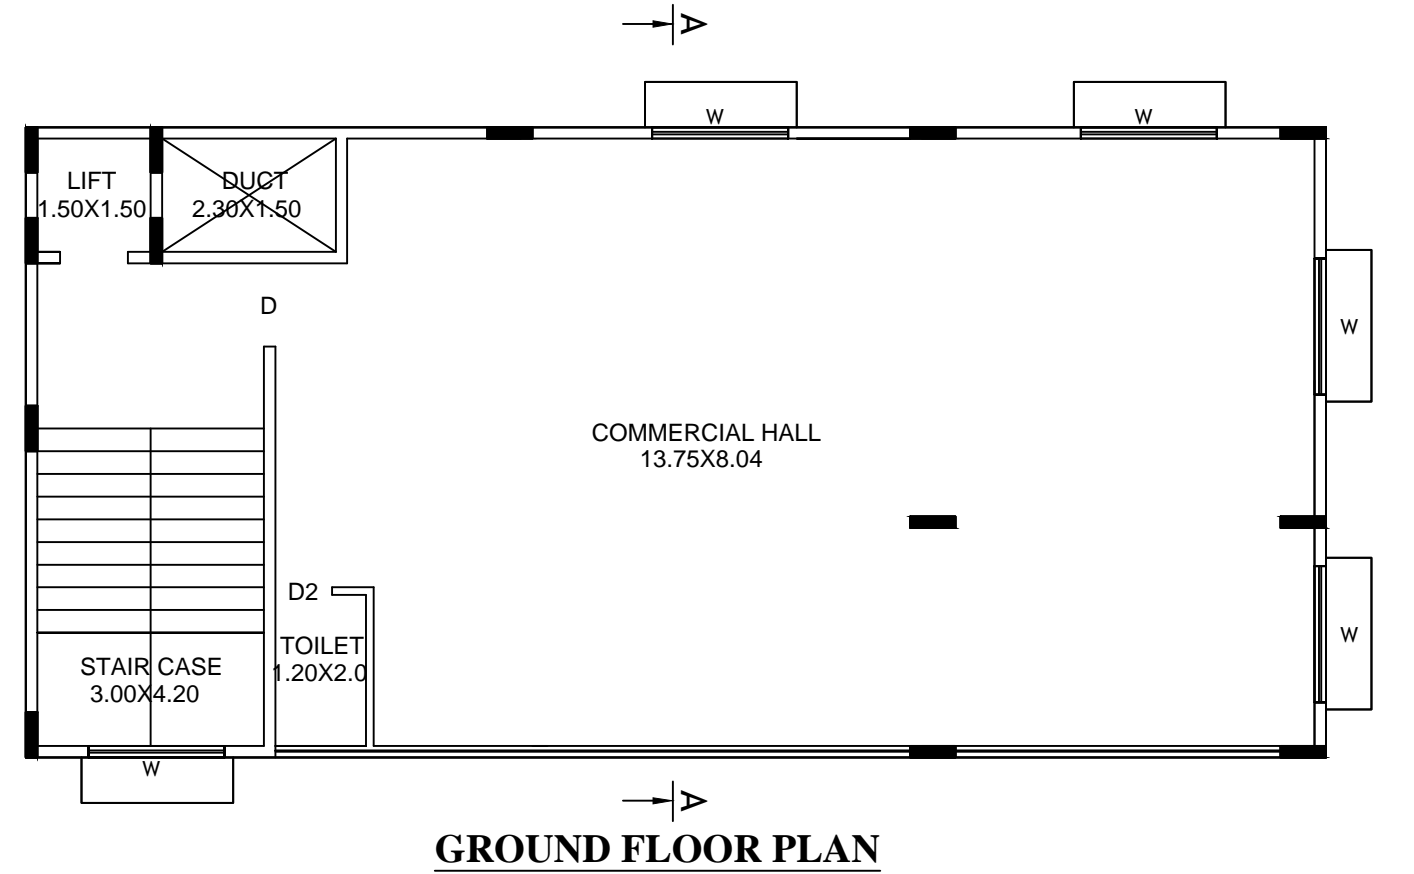 A
W
W
LIFT
1.50X1.50
DUCT
2.30X1.50
D
W
COMMERCIAL HALL
13.75X8.04
D2
TOILET
1.20X2.0
STAIR CASE
3.00X4.20
W
W
A
GROUND FLOOR PLAN